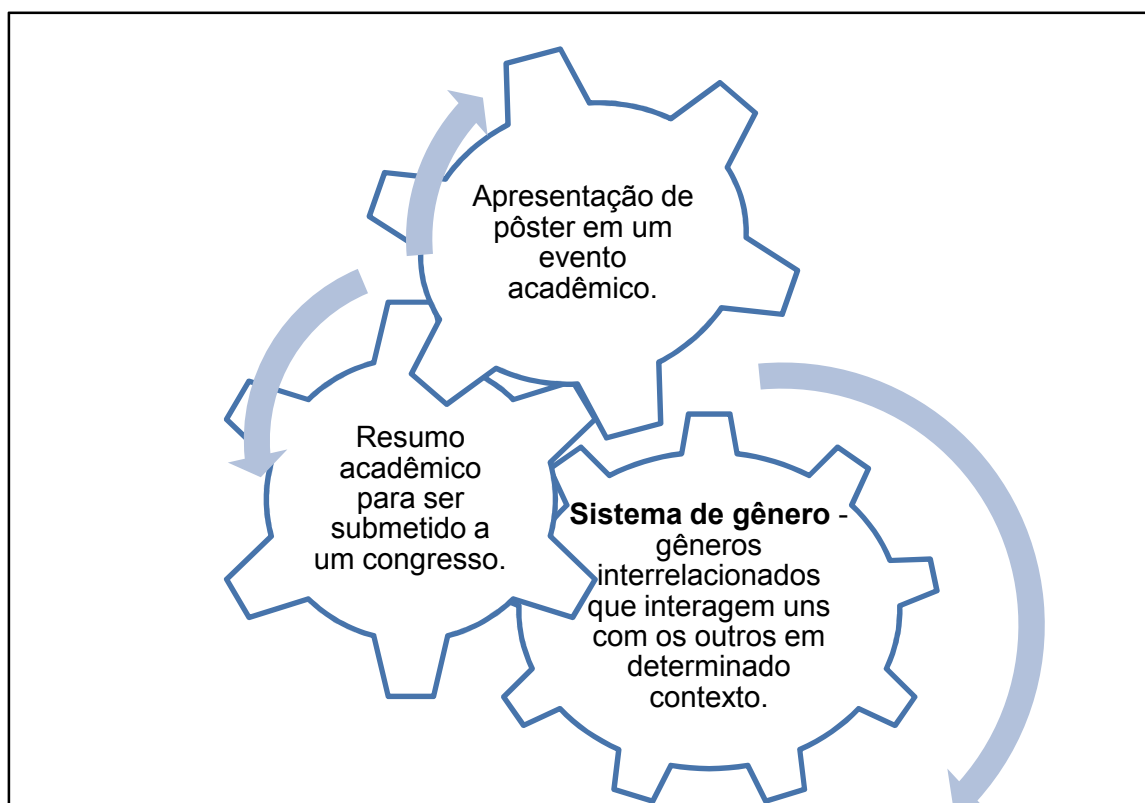 Apresentação de
pôster em um
evento
acadêmico.
Resumo
acadêmico
para ser
submetido a
um congresso.
Sistema de gênero -
gêneros
interrelacionados
que interagem uns
com os outros em
determinado
contexto.